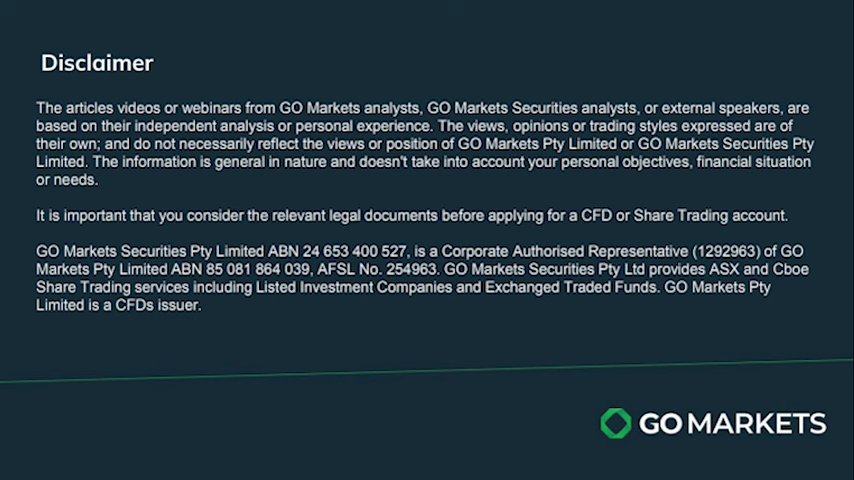 Disclaimer
The articles videos or webinars from GO Markets analysts, GO Markets Securities analysts, or external speakers, are
based on their independent analysis or personal experience. The views, opinions or trading styles expressed are of
their own; and do not necessarily reflect the views or position of GO Markets Pty Limited or GO Markets Securities Pty
Limited. The information is general in nature and doesn't take into account your personal objectives, financial situation
or needs.
It is important that you consider the relevant legal documents before applying for a CFD or Share Trading account.
GO Markets Securities Pty Limited ABN 24 653 400 527, is a Corporate Authorised Representative (1292963) of GO
Markets Pty Limited ABN 85 081 864 039, AFSL No. 254963. GO Markets Securities Pty Ltd provides ASX and Cboe
Share Trading services including Listed Investment Companies and Exchanged Traded Funds. GO Markets Pty
Limited is a CFDs issuer.
GO MARKETS